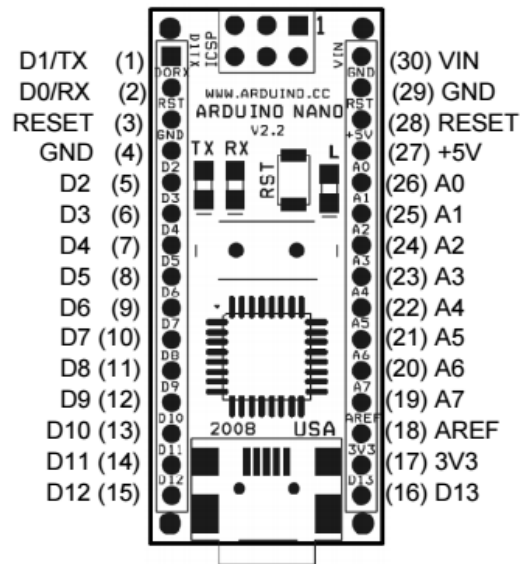 D1/TX (1)
D0/RX (2)
RESET (3)
GND (4)
D2 (5)
D3 (6)
D4 (7)
D5 (8)
D6 (9)
D7 (10)
D8 (11)
D9 (12)
D10 (13)
D11 (14)
D12 (15)
D1TX
DORX
RST
GND
D2
D3
D4
D5
D6
D7
D8
D9
D10
D11
D12
ICSP
1
WWW.ARDUINO.CC
ARDUINO NANO
V2.2
TX RX
RST
L
2008 USA
VIN
GND
RST
+5V
A0
A1
A2
A3
A4
A5
A6
A7
AREF
3V3
D13
(30) VIN
(29) GND
(28) RESET
(27) +5V
(26) A0
(25) A1
(24) A2
(23) A3
(22) A4
(21) A5
(20) A6
(19) A7
(18) AREF
(17) 3V3
(16) D13